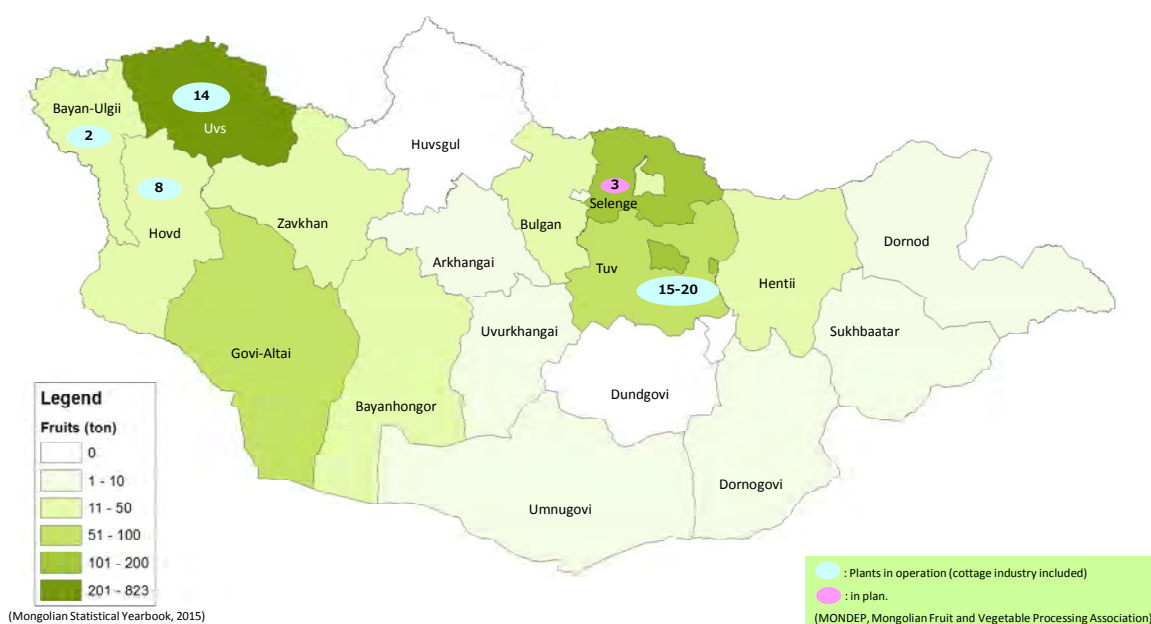 14
Bayan-Ulgii
Uvs
2
Huvsgul
8
3
Selenge
Zavkhan
Bulgan
Hovd
Dornod
Arkhangai
Tuv
Hentii
15-20
Uvurkhangai
Sukhbaatar
Govi-Altai
Dundgovi
Bayanhongor
Dornogovi
Umnugovi
Legend
Fruits (ton)
0
1 - 10
11 - 50
51 - 100
101 - 200
201 - 823
(Mongolian Statistical Yearbook, 2015)
: Plants in operation (cottage industry included)
: in plan.
(MONDEP, Mongolian Fruit and Vegetable Processing Association)